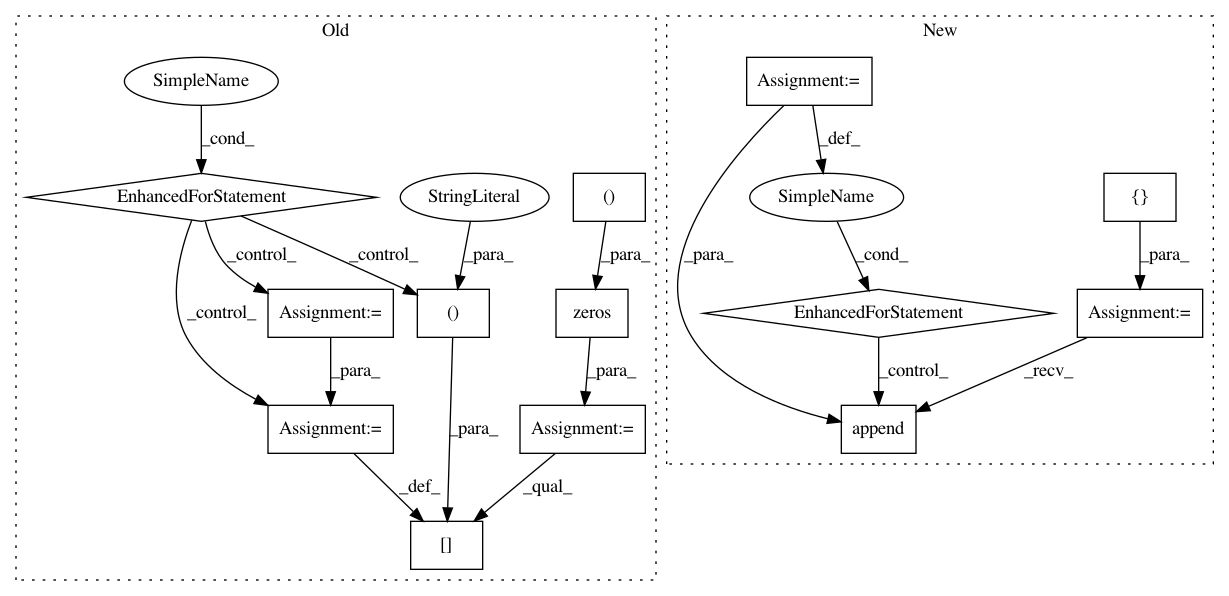 Old
New
SimpleName
Assignment:=
_cond_
_def_
EnhancedForStatement
StringLiteral
()
SimpleName
{}
_control_
_control_
_para_
_para_
_para_
_cond_
_para_
_control_
Assignment:=
()
zeros
EnhancedForStatement
Assignment:=
_para_
_para_
_control_
_recv_
Assignment:=
_para_
Assignment:=
append
_def_
_qual_
[]